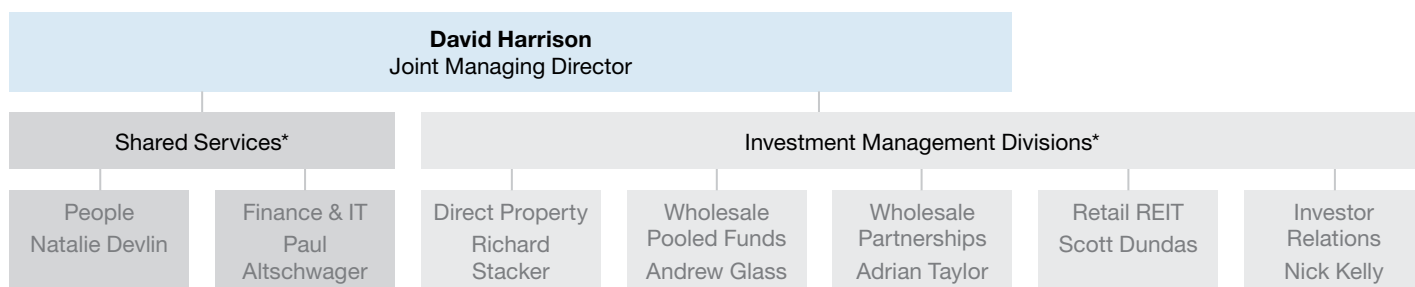 David Harrison
Joint Managing Director
Shared Services*
Investment Management Divisions*
People
Natalie Devlin
Finance & IT
Paul
Altschwager
Direct Property
Richard
Stacker
Wholesale
Pooled Funds
Andrew Glass
Wholesale
Partnerships
Adrian Taylor
Retail REIT
Scott Dundas
Investor
Relations
Nick Kelly